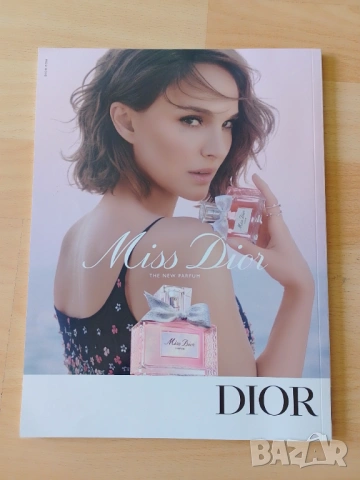 Miss Dior
THE NEW PARFUM
Miss Dior
DIOR
BAZAR